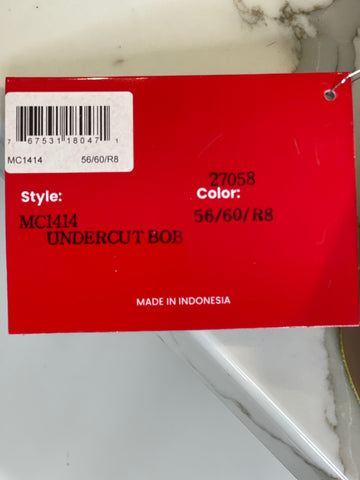 7 67531 18047 1
MC1414 56/60/R8
27058
Style: Color:
MC1414 56/60/R8
UNDERCUT BOB
MADE IN INDONESIA